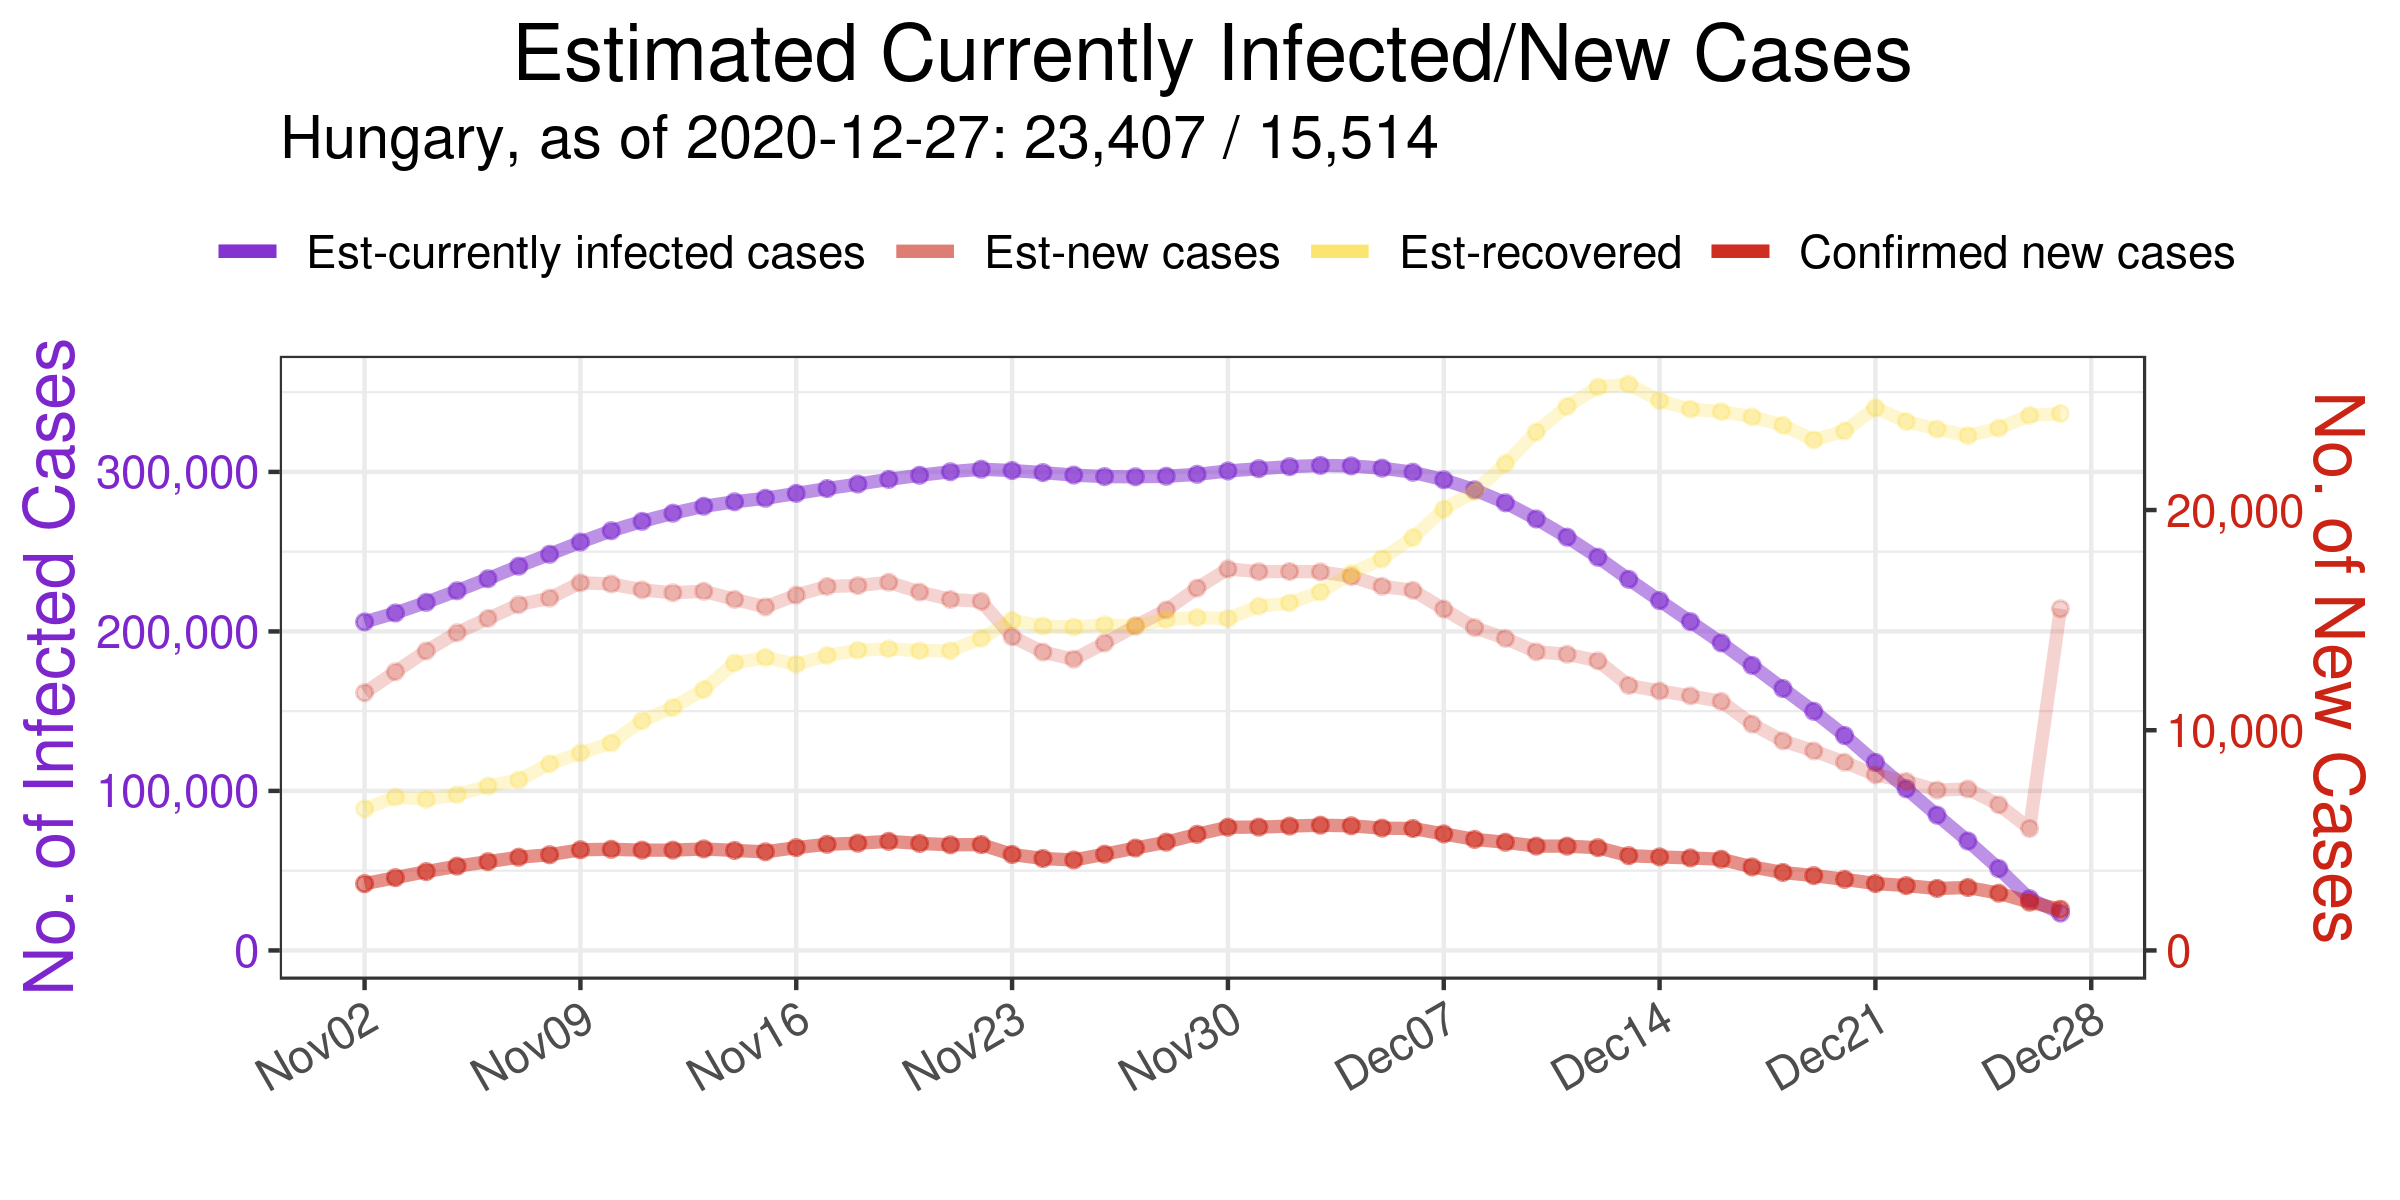 Estimated Currently Infected/New Cases
Hungary, as of 2020-12-27: 23,407 / 15,514
Est-currently infected cases Est-new cases Est-recovered Confirmed new cases
No. of Infected Cases
300,000
200,000
100,000
0
20,000
10,000
0
No. of New Cases
Nov02 Nov09 Nov16 Nov23 Nov30 Dec07 Dec14 Dec21 Dec28